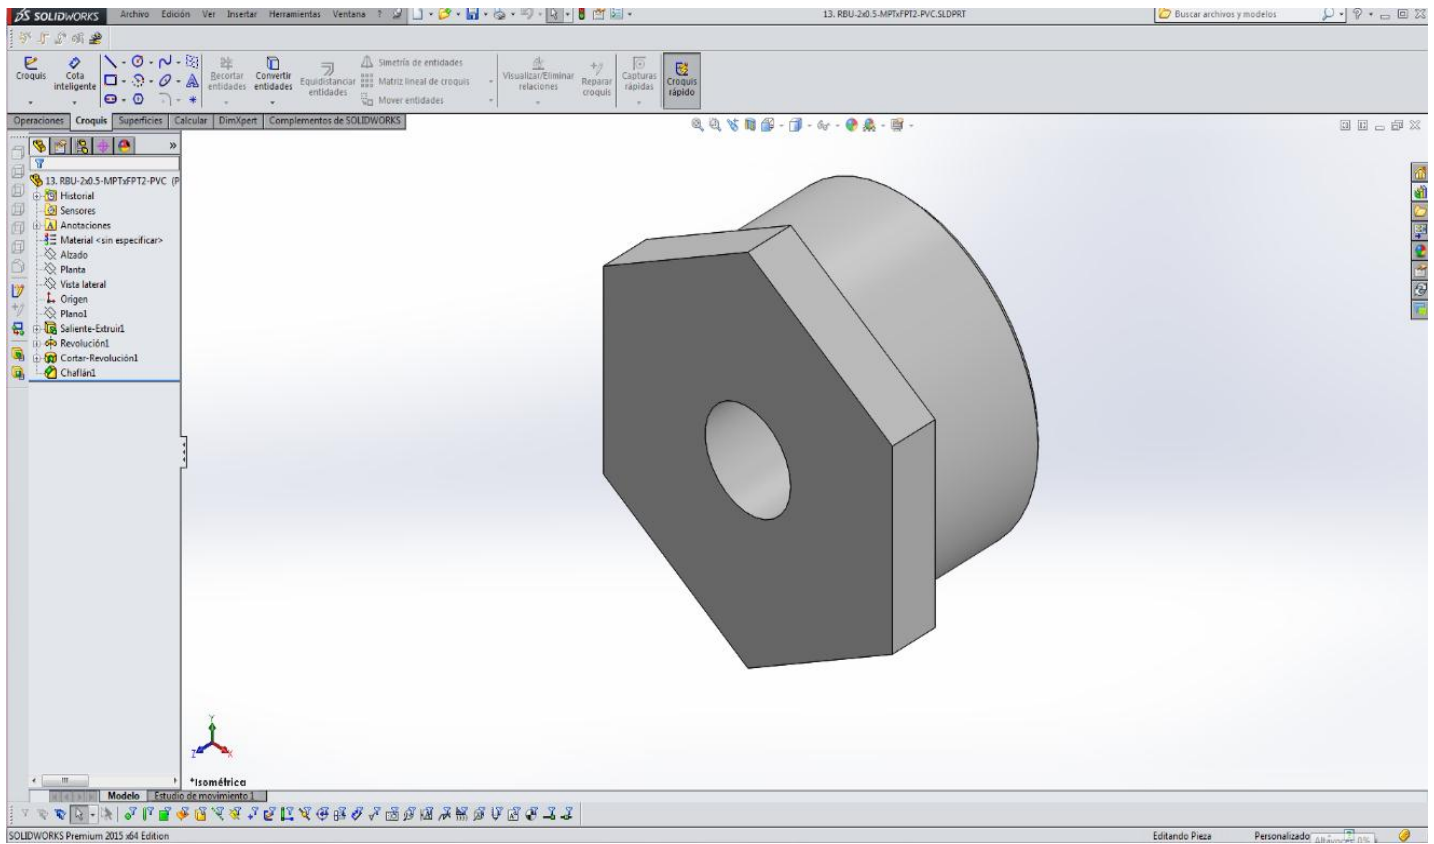 SOLIDWORKS Archivo Edición Ver Insertar Herramientas Ventana ? 13. RBU-2x0.5-MPTxFPT2-PVC.SLDPRT Buscar archivos y modelos
Croquis Cota inteligente Recortar entidades Convertir entidades Equidistanciar entidades Simetría de entidades Matriz lineal de croquis Mover entidades Visualizar/Eliminar relaciones Reparar croquis Capturas rápidas Croquis rápido
Operaciones Croquis Superficies Calcular DimXpert Complementos de SOLIDWORKS
13. RBU-2x0.5-MPTxFPT2-PVC (P
Historial
Sensores
Anotaciones
Material <sin especificar>
Alzado
Planta
Vista lateral
Origen
Plano1
Saliente-Extruir1
Revolución1
Cortar-Revolución1
Chaflán1
Y
Z X
*Isométrica
Modelo Estudio de movimiento 1
SOLIDWORKS Premium 2015 x64 Edition Editando Pieza Personalizado